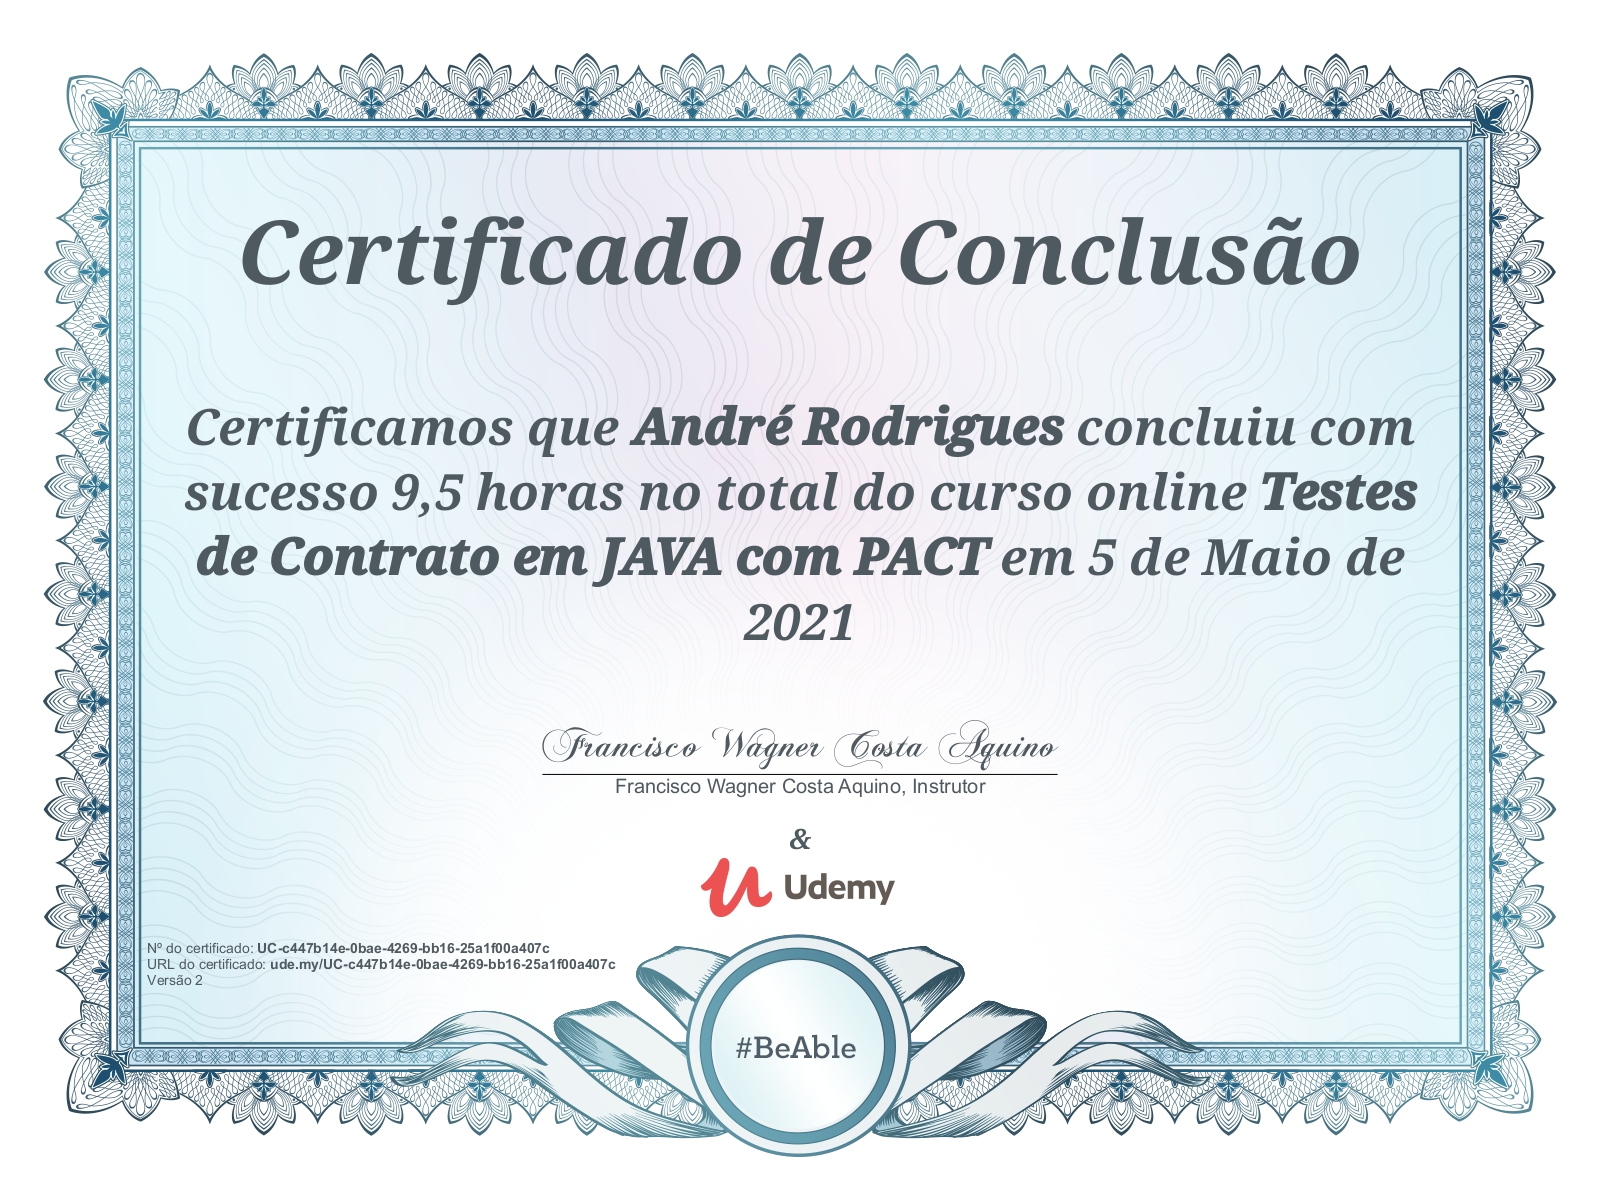 Certificado de Conclusão
Certificamos que André Rodrigues concluiu com
sucesso 9,5 horas no total do curso online Testes
de Contrato em JAVA com PACT em 5 de Maio de
2021
Francisco Wagner Costa Aquino
Francisco Wagner Costa Aquino, Instrutor
&
Udemy
Nº do certificado: UC-c447b14e-0bae-4269-bb16-25a1f00a407c
URL do certificado: ude.my/UC-c447b14e-0bae-4269-bb16-25a1f00a407c
Versão 2
#BeAble